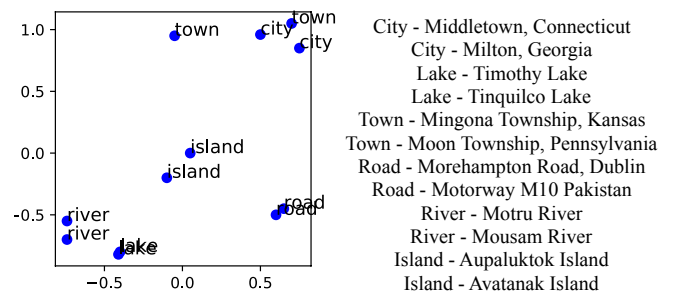 town
town
city
1.0
city
0.5
island
0.0
island
road
-0.5
river
road
river
lake
lake
−0.5
0.0
0.5
City - Middletown, Connecticut
City - Milton, Georgia
Lake - Timothy Lake
Lake - Tinquilco Lake
Town - Mingona Township, Kansas
Town - Moon Township, Pennsylvania
Road - Morehampton Road, Dublin
Road - Motorway M10 Pakistan
River - Motru River
River - Mousam River
Island - Aupaluktok Island
Island - Avatanak Island